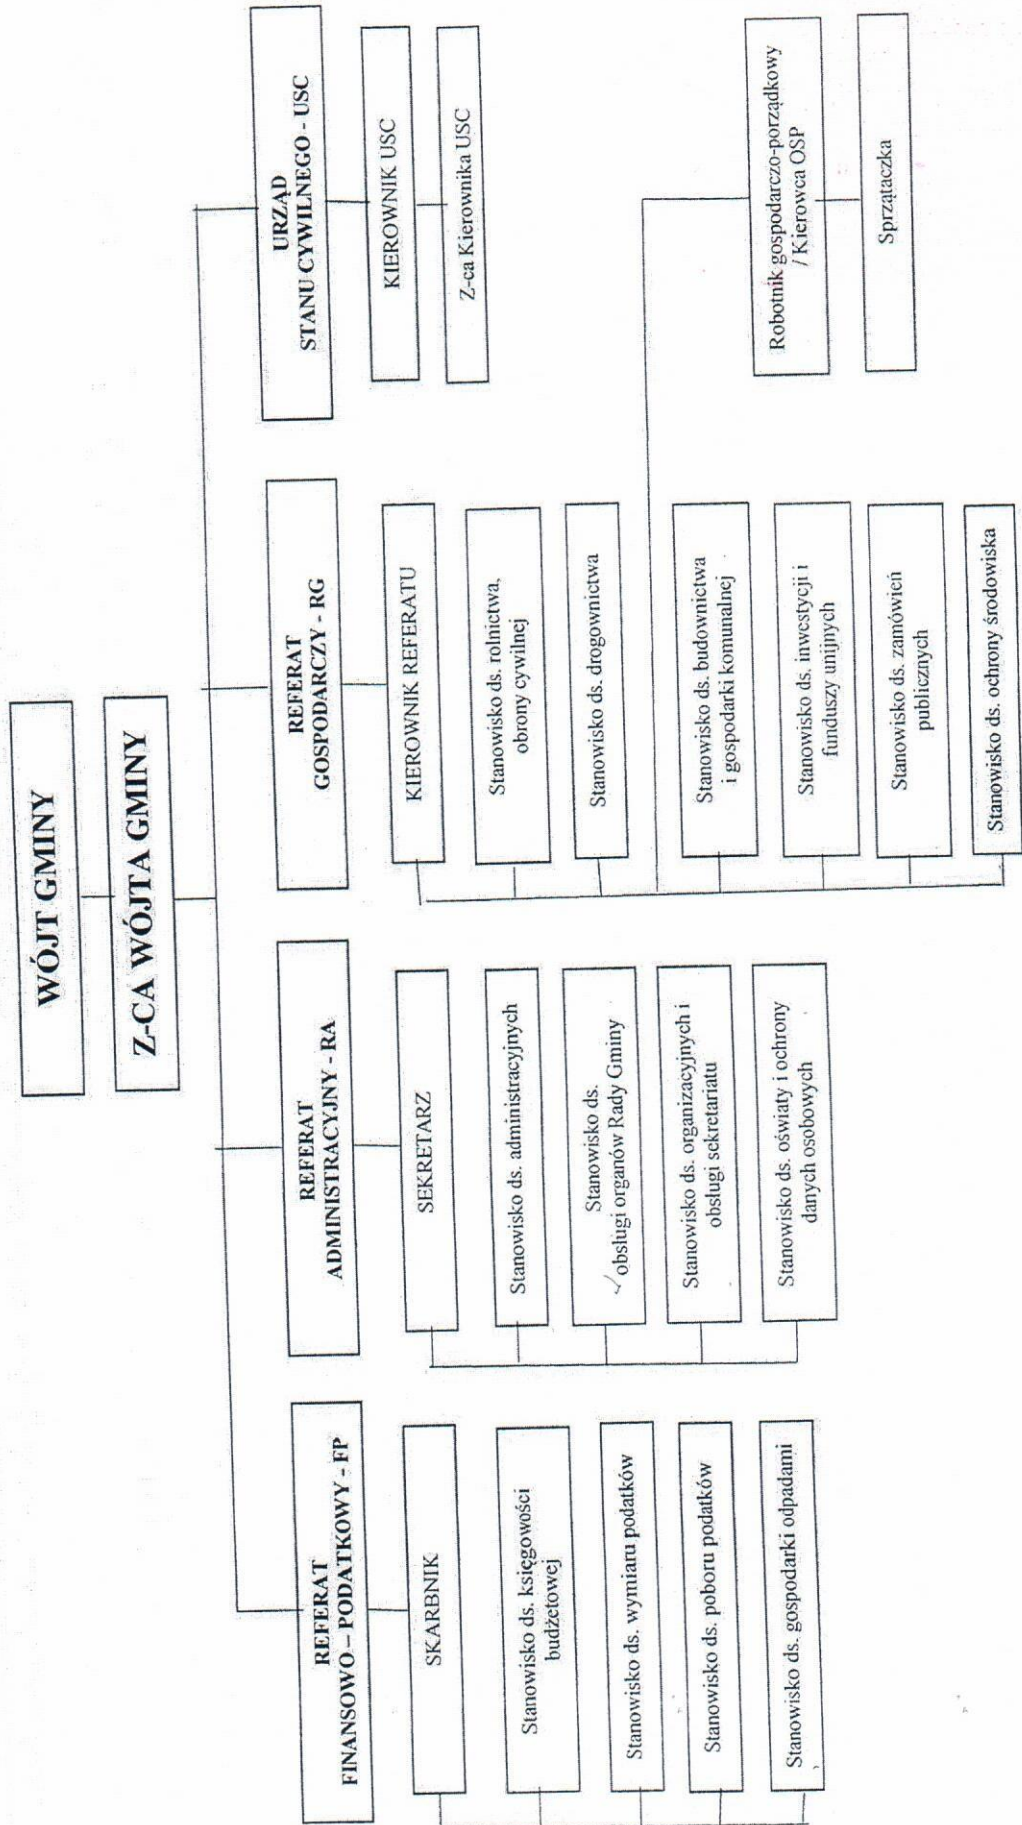 WÓJT GMINY
Z-CA WÓJTA GMINY
REFERAT
FINANSOWO – PODATKOWY - FP
SKARBNIK
Stanowisko ds. księgowości
budżetowej
Stanowisko ds. wymiaru podatków
Stanowisko ds. poboru podatków
Stanowisko ds. gospodarki odpadami
REFERAT
ADMINISTRACYJNY - RA
SEKRETARZ
Stanowisko ds. administracyjnych
Stanowisko ds.
obsługi organów Rady Gminy
Stanowisko ds. organizacyjnych i
obsługi sekretariatu
Stanowisko ds. oświaty i ochrony
danych osobowych
REFERAT
GOSPODARCZY - RG
KIEROWNIK REFERATU
Stanowisko ds. rolnictwa,
obrony cywilnej
Stanowisko ds. drogownictwa
Stanowisko ds. budownictwa
i gospodarki komunalnej
Stanowisko ds. inwestycji i
funduszy unijnych
Stanowisko ds. zamówień
publicznych
Stanowisko ds. ochrony środowiska
URZĄD
STANU CYWILNEGO - USC
KIEROWNIK USC
Z-ca Kierownika USC
Robotnik gospodarczo-porządkowy
/ Kierowca OSP
Sprzątaczka